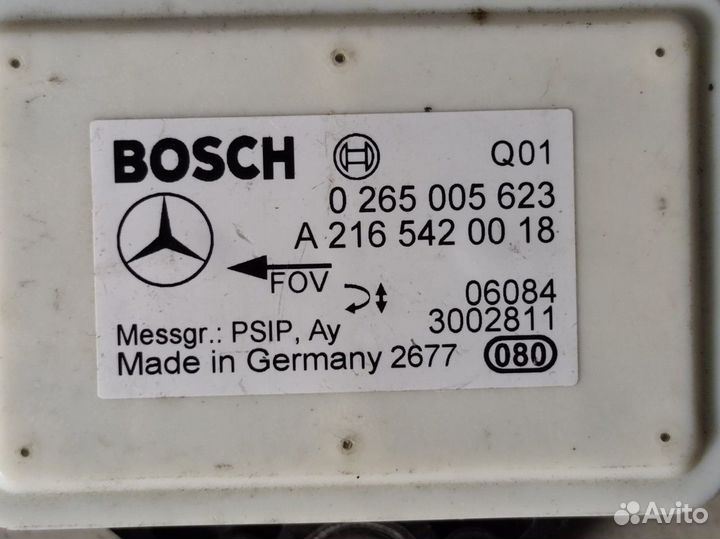 BOSCH Q01
0 265 005 623
A 216 542 00 18
FOV
06084
Messgr.: PSIP, Ay 3002811
Made in Germany 2677 080
Avito